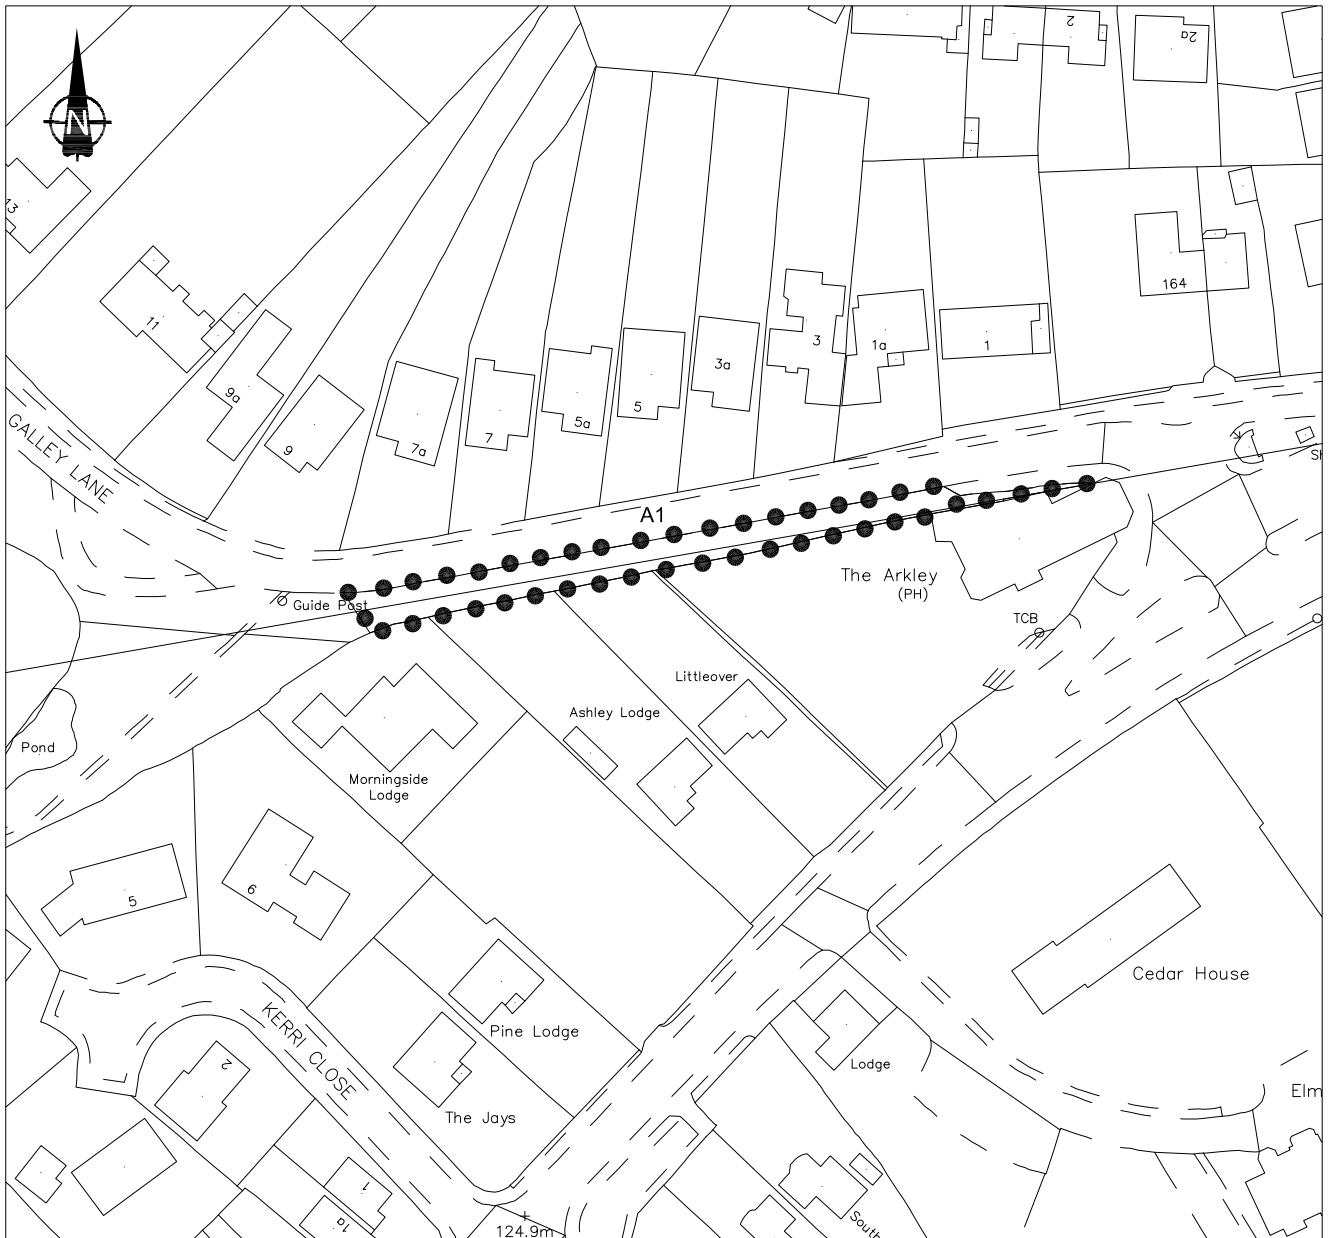 N
2
2a
13
164
11
3
1a
1
3a
9a
5
5a
7
7a
9
GALLEY LANE
A1
The Arkley
(PH)
Guide Post
TCB
Littleover
Ashley Lodge
Pond
Morningside
Lodge
6
5
Cedar House
KERRI CLOSE
Pine Lodge
Lodge
2
Elm
The Jays
1
1a
South
124.9m